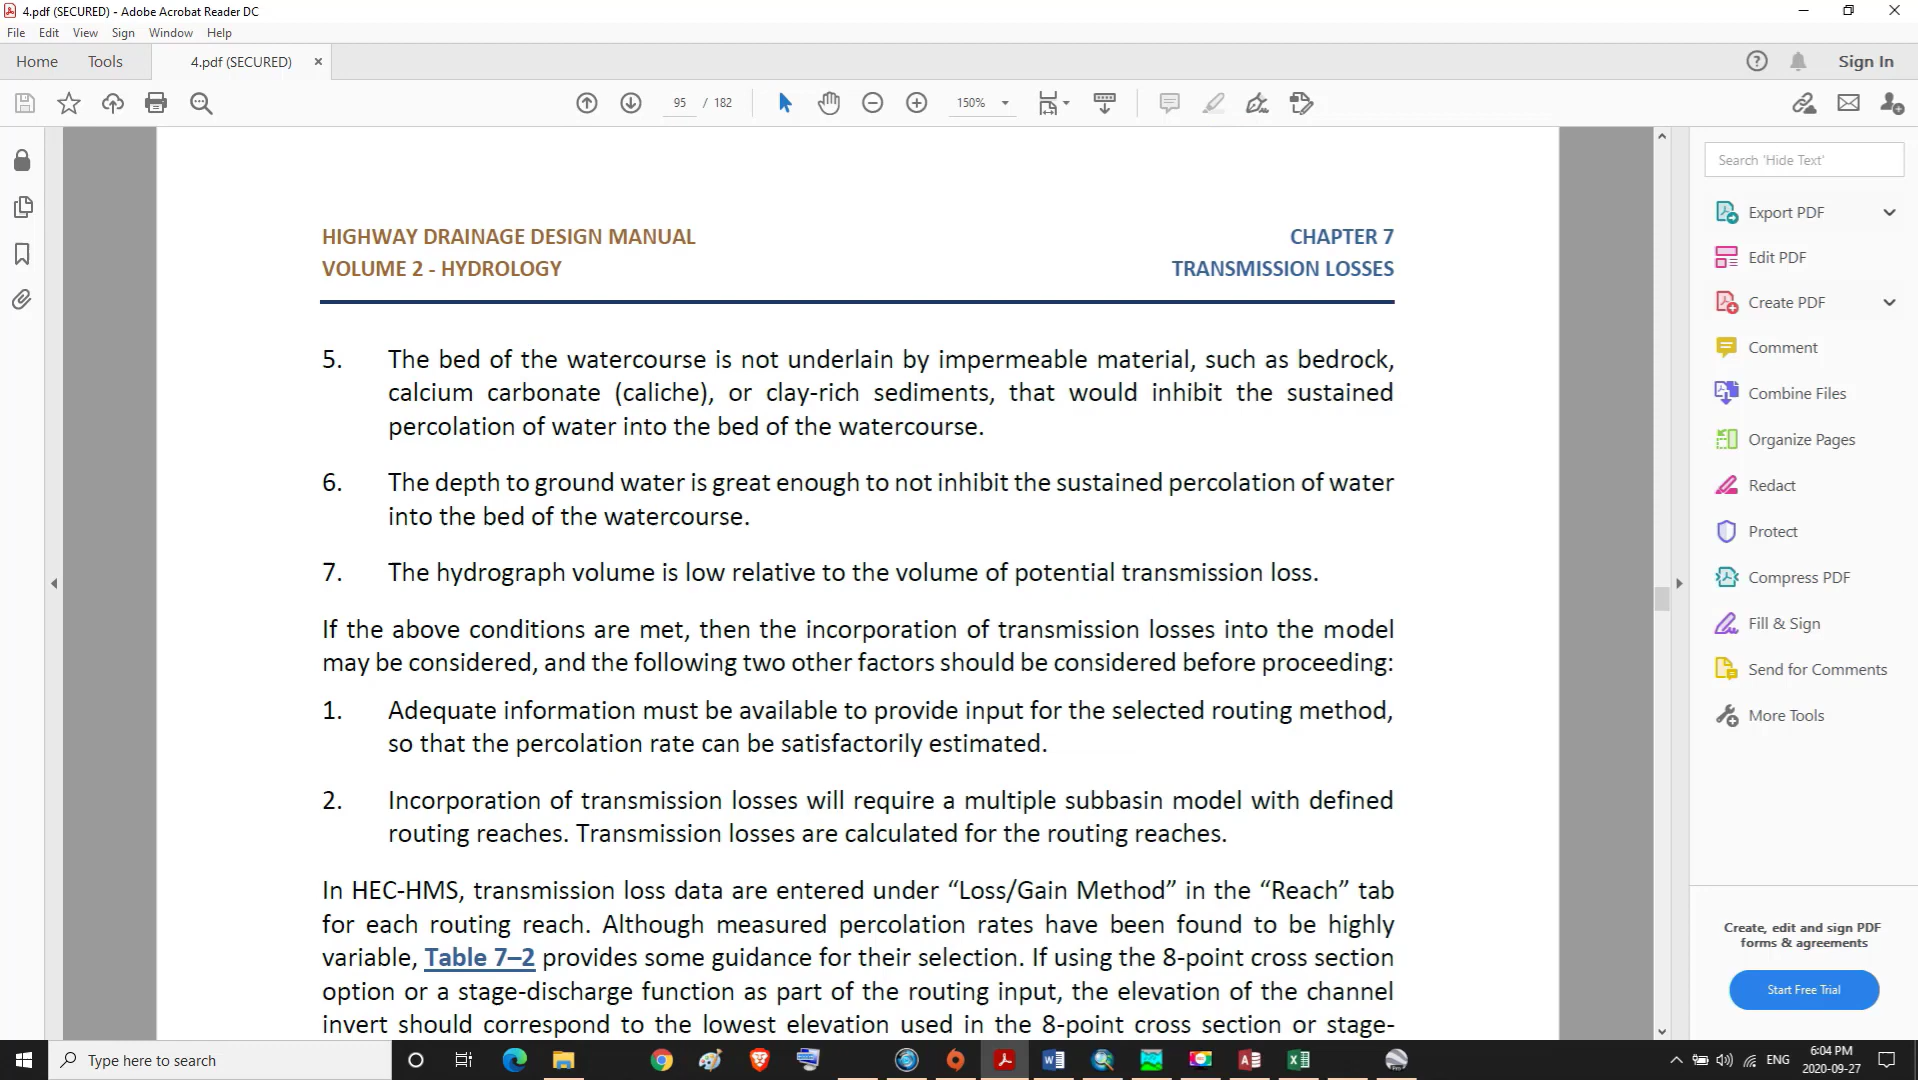 4.pdf (SECURED) - Adobe Acrobat Reader DC
File Edit View Sign Window Help
Home Tools 4.pdf (SECURED) Sign In
95 / 182 150%
Search 'Hide Text'
Export PDF
Edit PDF
Create PDF
Comment
Combine Files
Organize Pages
Redact
Protect
Compress PDF
Fill & Sign
Send for Comments
More Tools
Create, edit and sign PDF
forms & agreements
Start Free Trial
HIGHWAY DRAINAGE DESIGN MANUAL CHAPTER 7
VOLUME 2 - HYDROLOGY TRANSMISSION LOSSES
5. The bed of the watercourse is not underlain by impermeable material, such as bedrock,
calcium carbonate (caliche), or clay-rich sediments, that would inhibit the sustained
percolation of water into the bed of the watercourse.
6. The depth to ground water is great enough to not inhibit the sustained percolation of water
into the bed of the watercourse.
7. The hydrograph volume is low relative to the volume of potential transmission loss.
If the above conditions are met, then the incorporation of transmission losses into the model
may be considered, and the following two other factors should be considered before proceeding:
1. Adequate information must be available to provide input for the selected routing method,
so that the percolation rate can be satisfactorily estimated.
2. Incorporation of transmission losses will require a multiple subbasin model with defined
routing reaches. Transmission losses are calculated for the routing reaches.
In HEC-HMS, transmission loss data are entered under “Loss/Gain Method” in the “Reach” tab
for each routing reach. Although measured percolation rates have been found to be highly
variable, Table 7–2 provides some guidance for their selection. If using the 8-point cross section
option or a stage-discharge function as part of the routing input, the elevation of the channel
invert should correspond to the lowest elevation used in the 8-point cross section or stage-
Type here to search
ENG
6:04 PM
2020-09-27